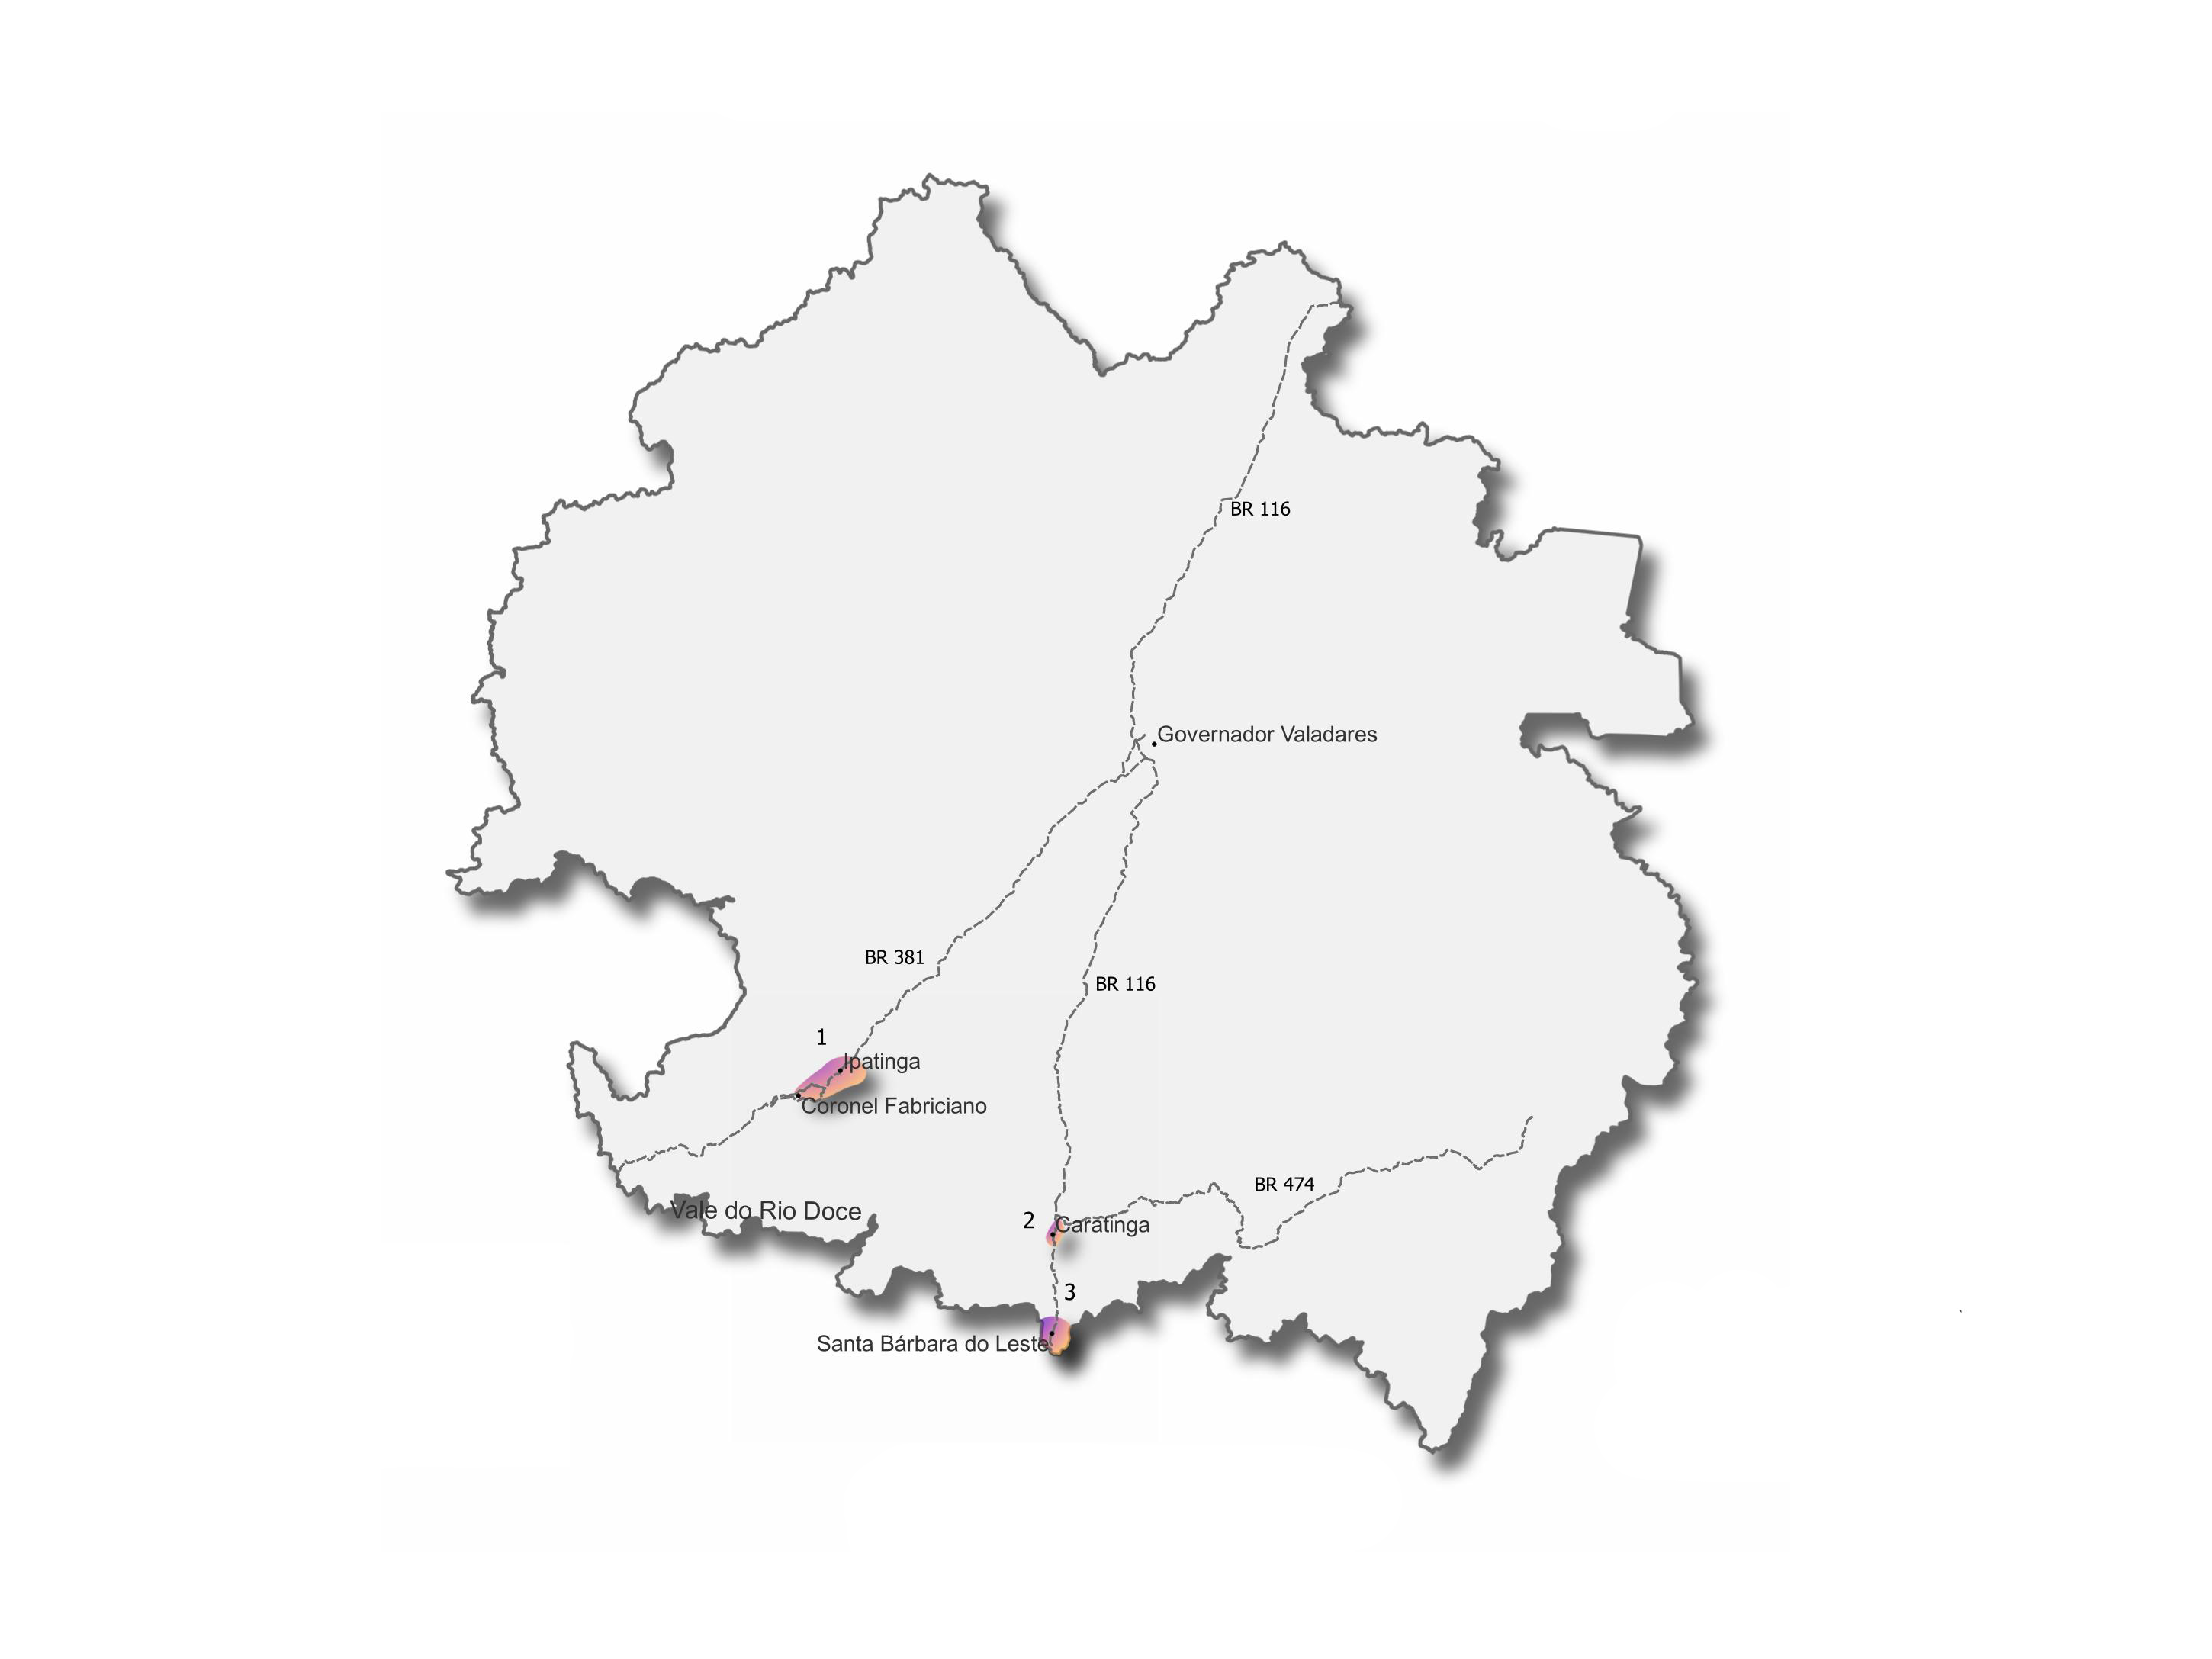 BR 116
Governador Valadares
BR 381
BR 116
1
Ipatinga
Coronel Fabriciano
BR 474
Vale do Rio Doce
2
Caratinga
3
Santa Bárbara do Leste